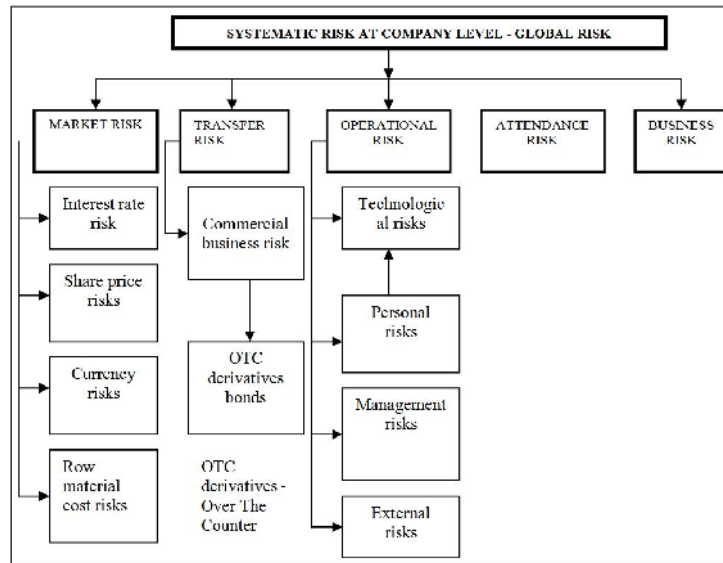 SYSTEMATIC RISK AT COMPANY LEVEL - GLOBAL RISK
MARKET RISK
TRANSFER
RISK
OPERATIONAL
RISK
ATTENDANCE
RISK
BUSINESS
RISK
Interest rate
risk
Share price
risks
Currency
risks
Row
material
cost risks
Commercial
business risk
OTC
derivatives
bonds
OTC
derivatives -
Over The
Counter
Technologic
al risks
Personal
risks
Management
risks
External
risks